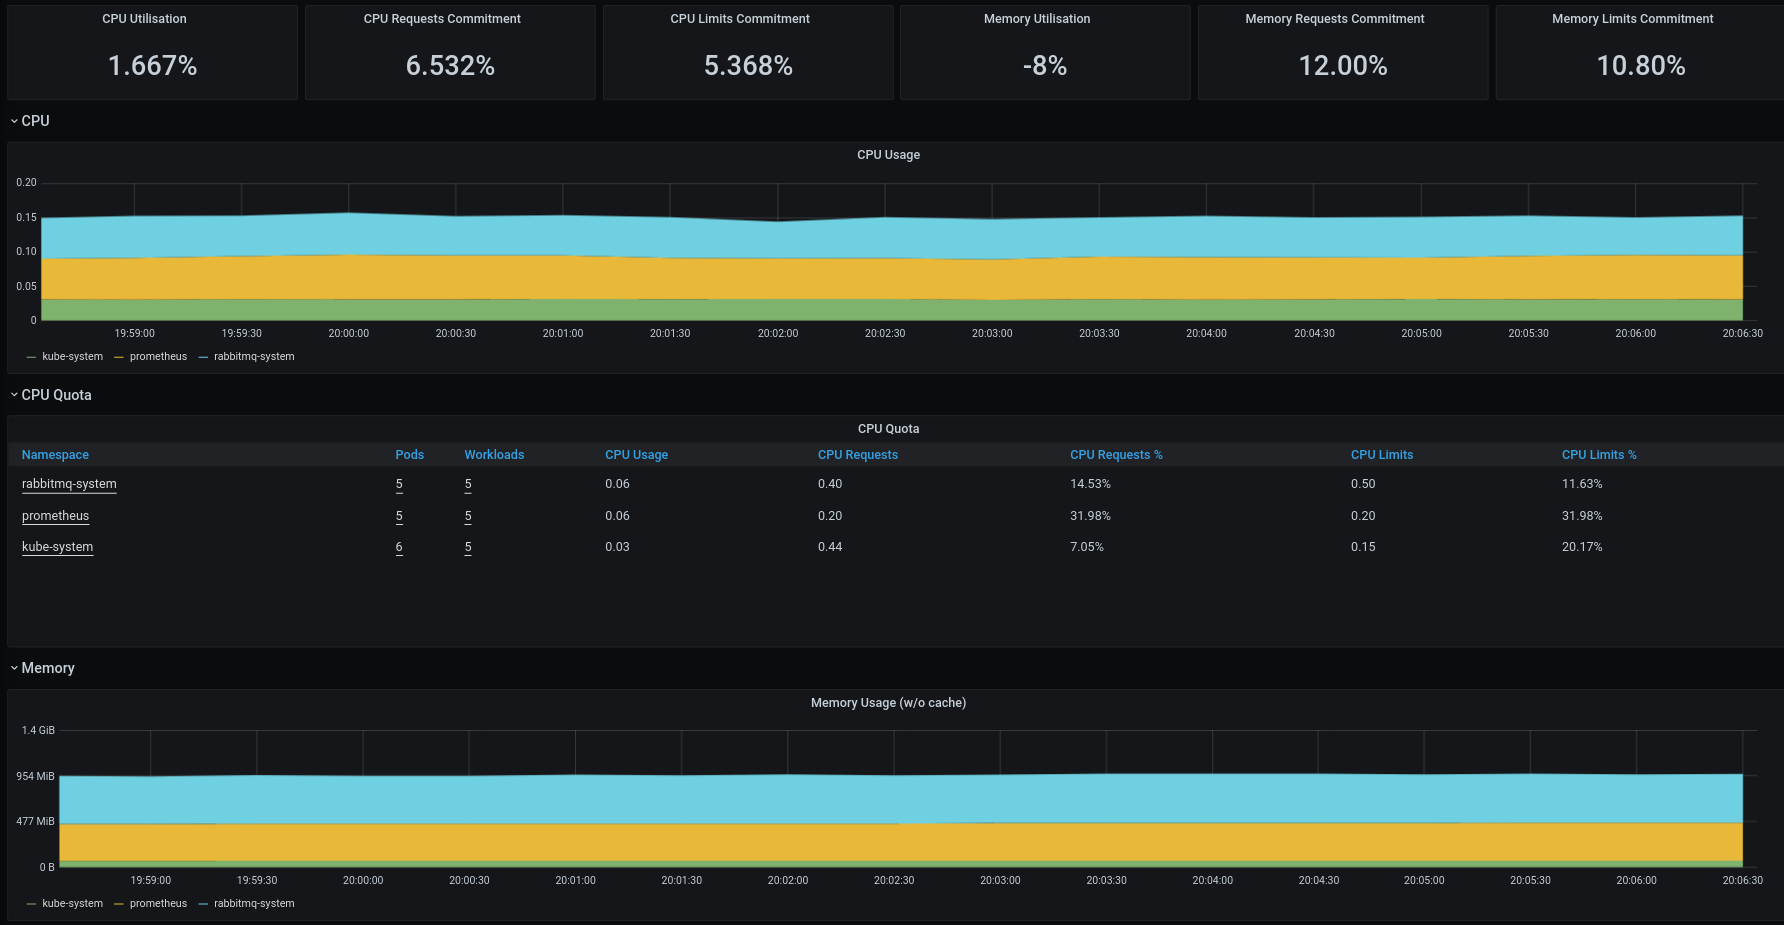 CPU Utilisation CPU Requests Commitment CPU Limits Commitment Memory Utilisation Memory Requests Commitment Memory Limits Commitment
1.667% 6.532% 5.368% -8% 12.00% 10.80%
CPU
CPU Usage
0.20
0.15
0.10
0.05
0
19:59:00 19:59:30 20:00:00 20:00:30 20:01:00 20:01:30 20:02:00 20:02:30 20:03:00 20:03:30 20:04:00 20:04:30 20:05:00 20:05:30 20:06:00 20:06:30
kube-system prometheus rabbitmq-system
CPU Quota
CPU Quota
Namespace Pods Workloads CPU Usage CPU Requests CPU Requests % CPU Limits CPU Limits %
rabbitmq-system 5 5 0.06 0.40 14.53% 0.50 11.63%
prometheus 5 5 0.06 0.20 31.98% 0.20 31.98%
kube-system 6 5 0.03 0.44 7.05% 0.15 20.17%
Memory
Memory Usage (w/o cache)
1.4 GiB
954 MiB
477 MiB
0 B
19:59:00 19:59:30 20:00:00 20:00:30 20:01:00 20:01:30 20:02:00 20:02:30 20:03:00 20:03:30 20:04:00 20:04:30 20:05:00 20:05:30 20:06:00 20:06:30
kube-system prometheus rabbitmq-system